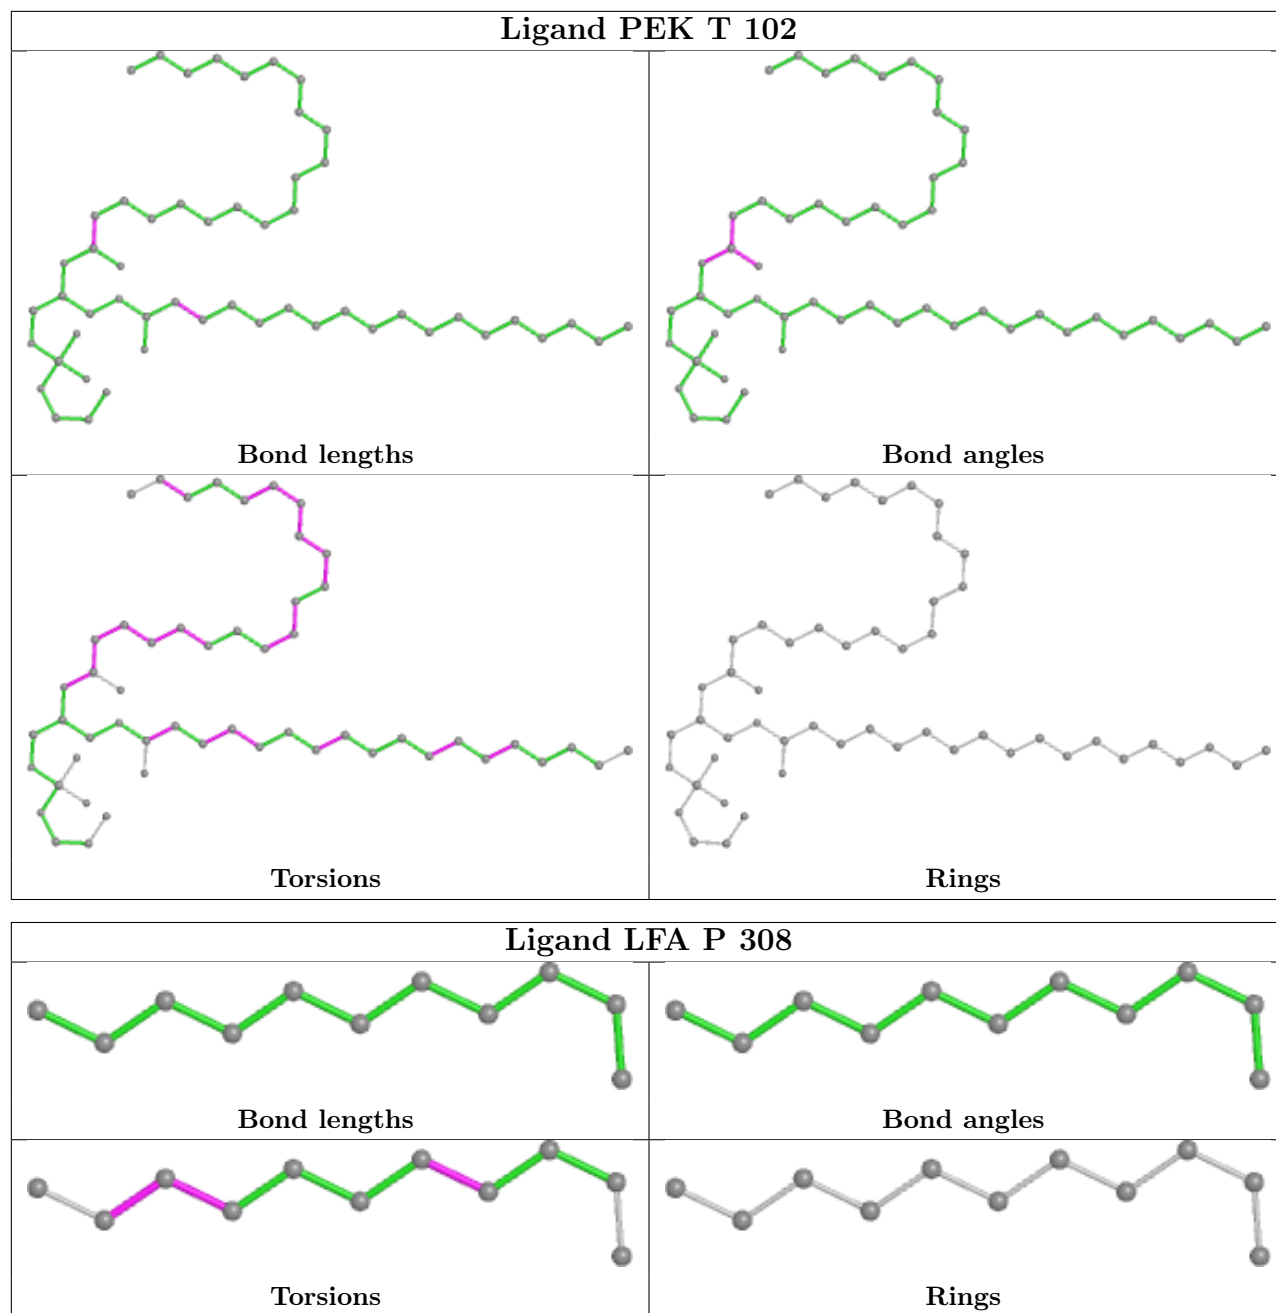 Ligand PEK T 102
Bond lengths
Bond angles
Torsions
Rings
Ligand LFA P 308
Bond lengths
Bond angles
Torsions
Rings